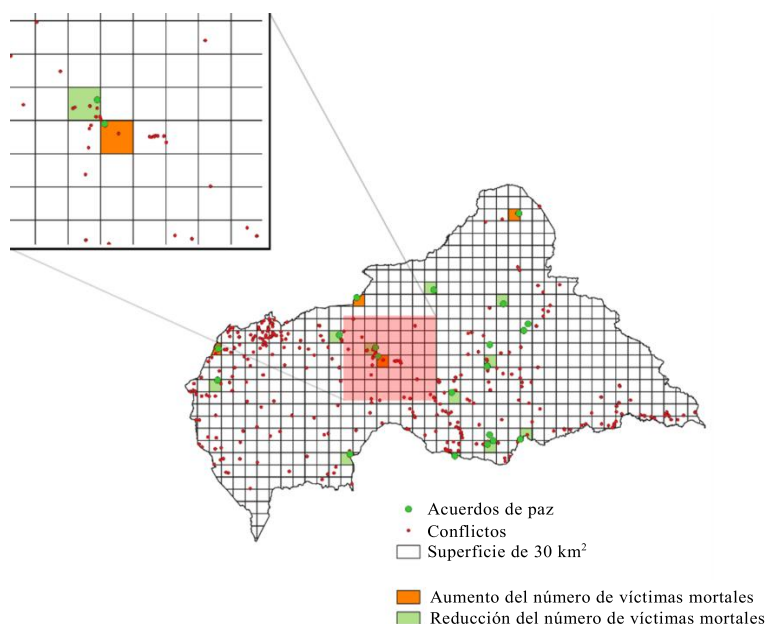 Acuerdos de paz
Conflictos
Superficie de 30 km²
Aumento del número de víctimas mortales
Reducción del número de víctimas mortales